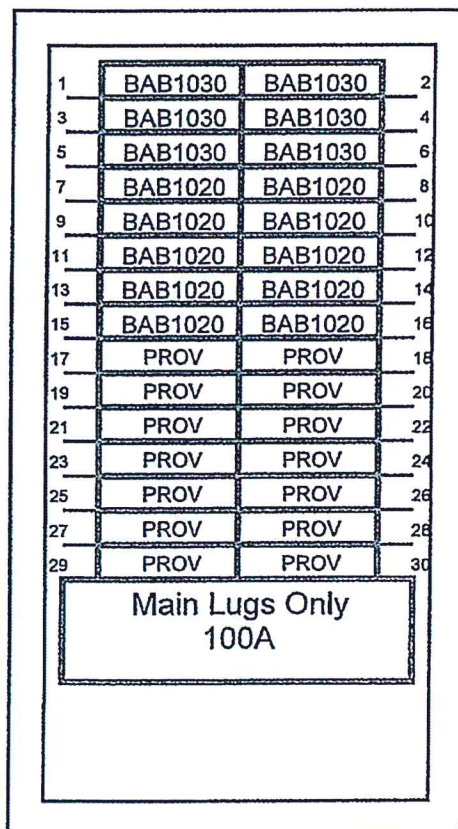 1 BAB1030 BAB1030 2
3 BAB1030 BAB1030 4
5 BAB1030 BAB1030 6
7 BAB1020 BAB1020 8
9 BAB1020 BAB1020 10
11 BAB1020 BAB1020 12
13 BAB1020 BAB1020 14
15 BAB1020 BAB1020 16
17 PROV PROV 18
19 PROV PROV 20
21 PROV PROV 22
23 PROV PROV 24
25 PROV PROV 26
27 PROV PROV 28
29 PROV PROV 30
Main Lugs Only
100A